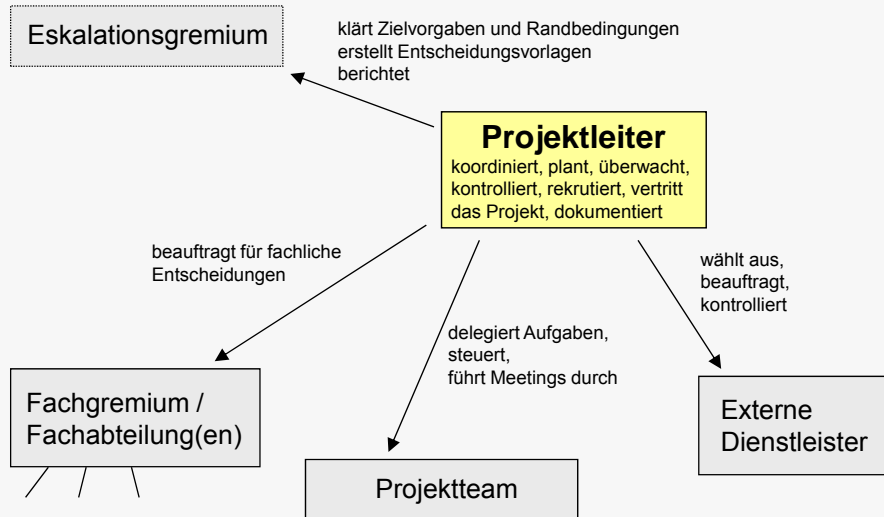 Eskalationsgremium
klärt Zielvorgaben und Randbedingungen
erstellt Entscheidungsvorlagen
berichtet
Projektleiter
koordiniert, plant, überwacht,
kontrolliert, rekrutiert, vertritt
das Projekt, dokumentiert
beauftragt für fachliche
Entscheidungen
wählt aus,
beauftragt,
kontrolliert
delegiert Aufgaben,
steuert,
führt Meetings durch
Fachgremium /
Fachabteilung(en)
Externe
Dienstleister
Projektteam